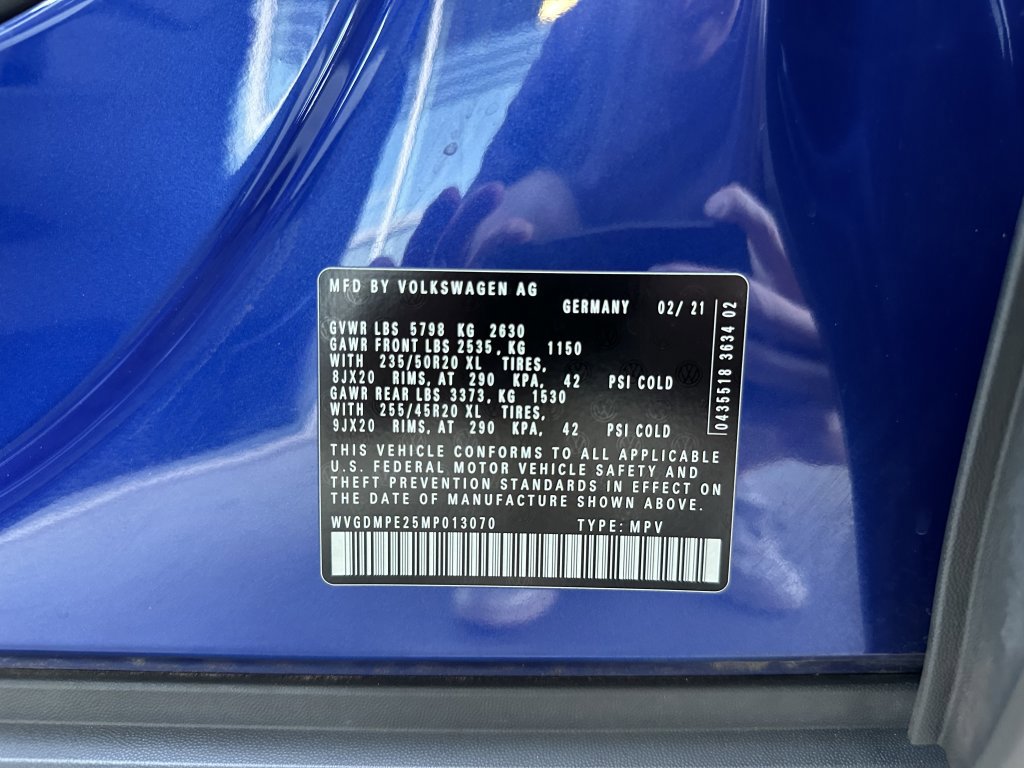 MFD BY VOLKSWAGEN AG
GERMANY 02/ 21
GVWR LBS 5798 KG 2630
GAWR FRONT LBS 2535, KG 1150
WITH 235/50R20 XL TIRES,
8JX20 RIMS, AT 290 KPA, 42 PSI COLD
GAWR REAR LBS 3373, KG 1530
WITH 255/45R20 XL TIRES,
9JX20 RIMS, AT 290 KPA, 42 PSI COLD
THIS VEHICLE CONFORMS TO ALL APPLICABLE
U.S. FEDERAL MOTOR VEHICLE SAFETY AND
THEFT PREVENTION STANDARDS IN EFFECT ON
THE DATE OF MANUFACTURE SHOWN ABOVE.
WVGDMPE25MP013070 TYPE: MPV
0435518 3634 02